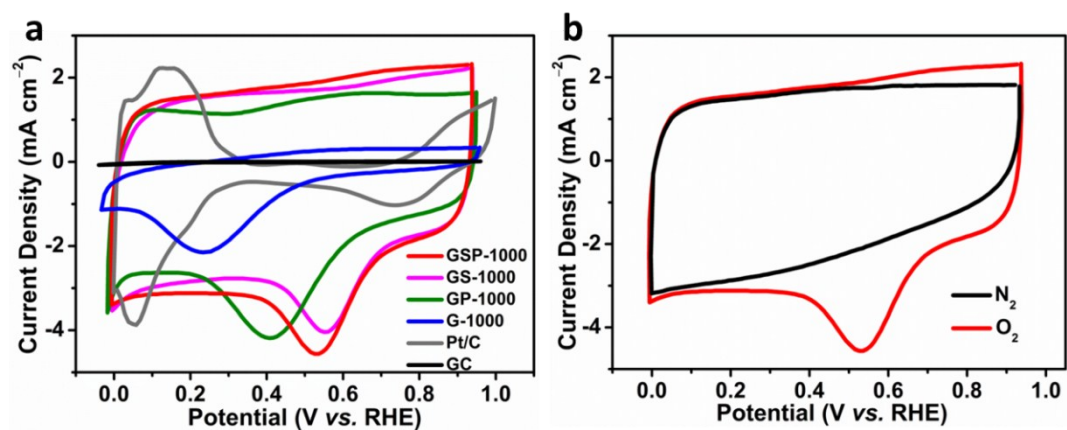 a
Current Density (mA cm⁻²)
2
0
-2
-4
0.0 0.2 0.4 0.6 0.8 1.0
Potential (V vs. RHE)
GSP-1000
GS-1000
GP-1000
G-1000
Pt/C
GC
b
Current Density (mA cm⁻²)
2
0
-2
-4
0.0 0.2 0.4 0.6 0.8 1.0
Potential (V vs. RHE)
N₂
O₂